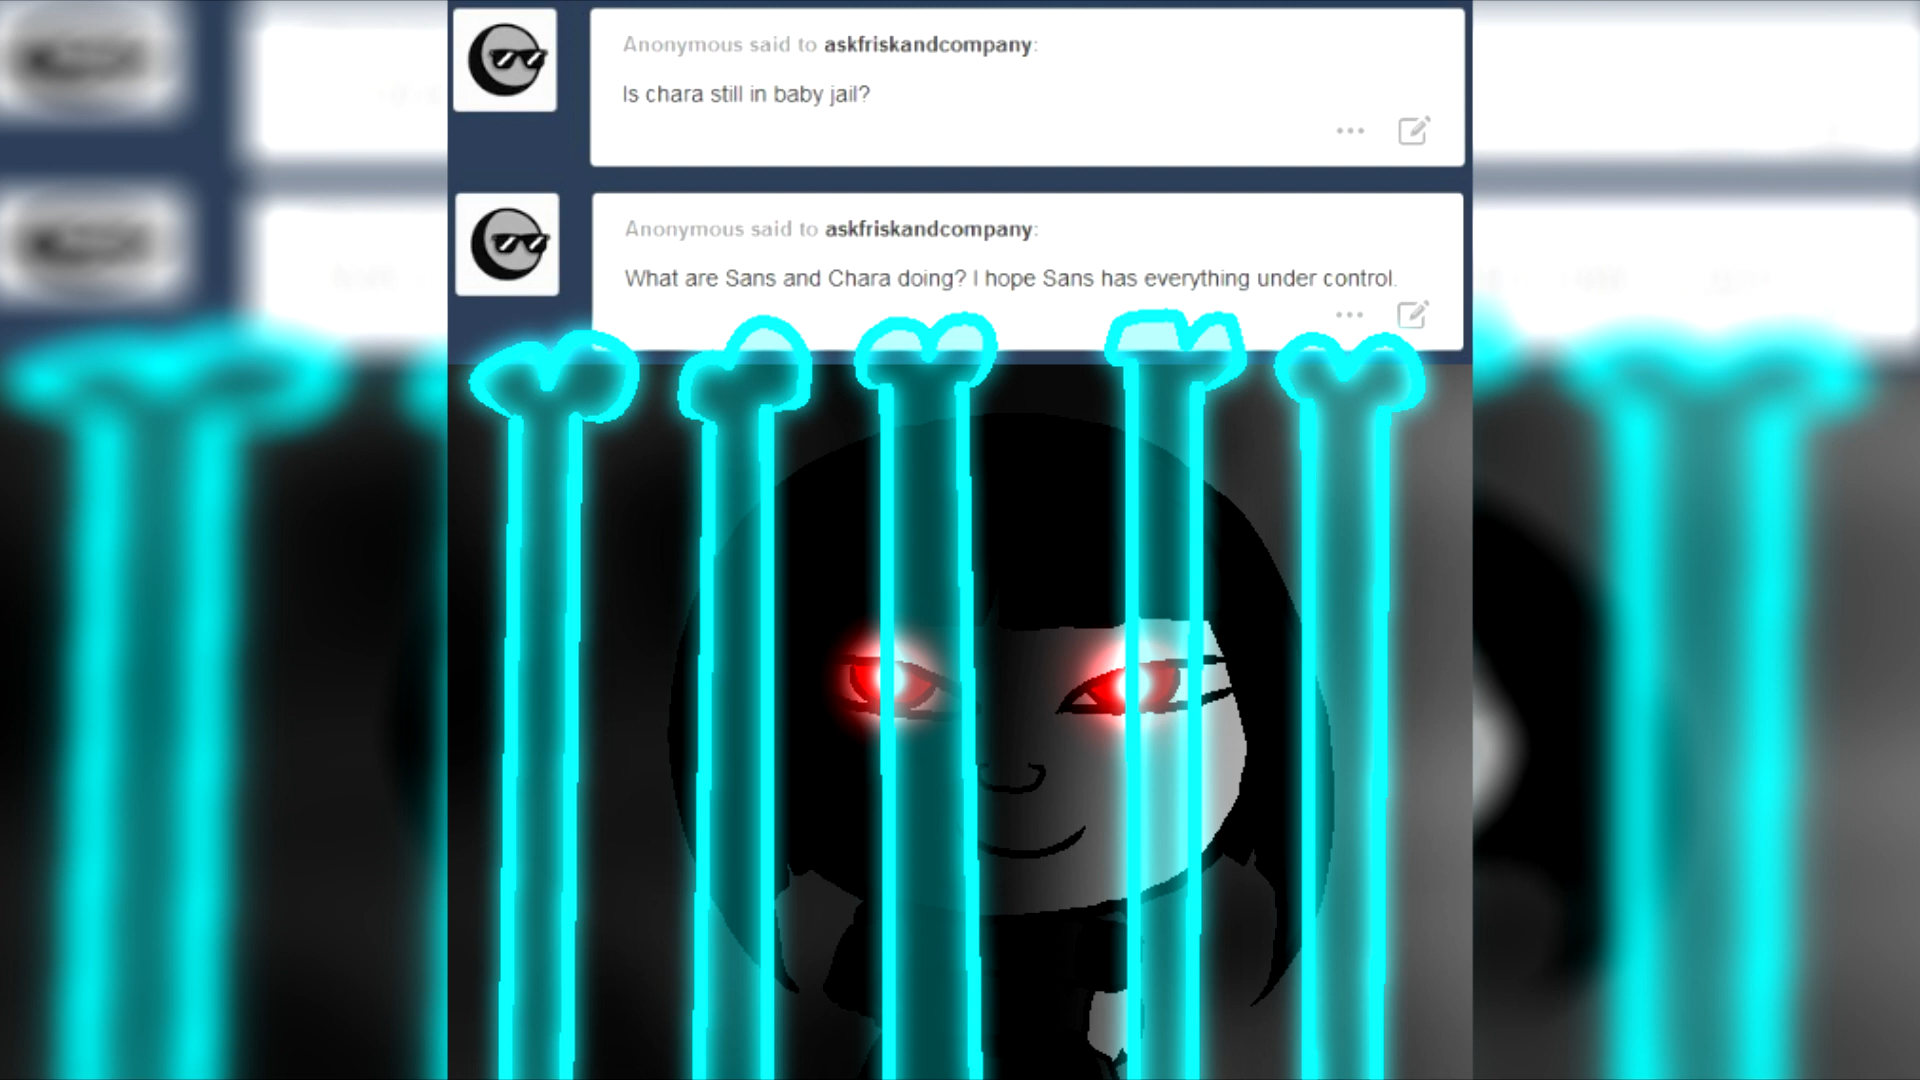 Anonymous said to askfriskandcompany:
Is chara still in baby jail?
Anonymous said to askfriskandcompany:
What are Sans and Chara doing? I hope Sans has everything under control.